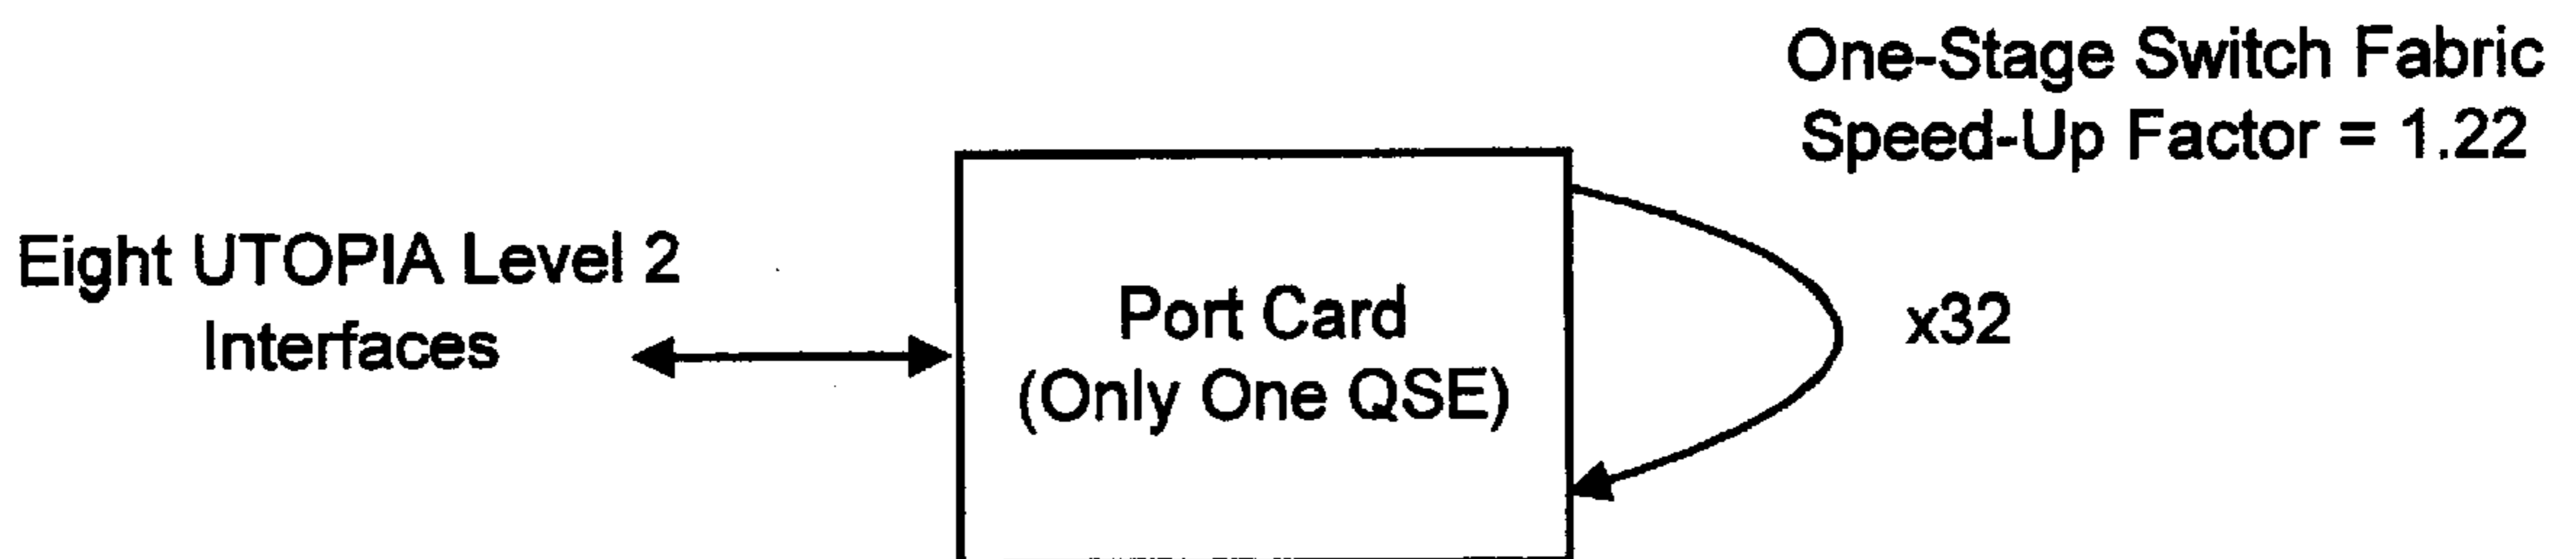 One-Stage Switch Fabric
Speed-Up Factor = 1.22
Eight UTOPIA Level 2
Interfaces
Port Card
(Only One QSE)
x32